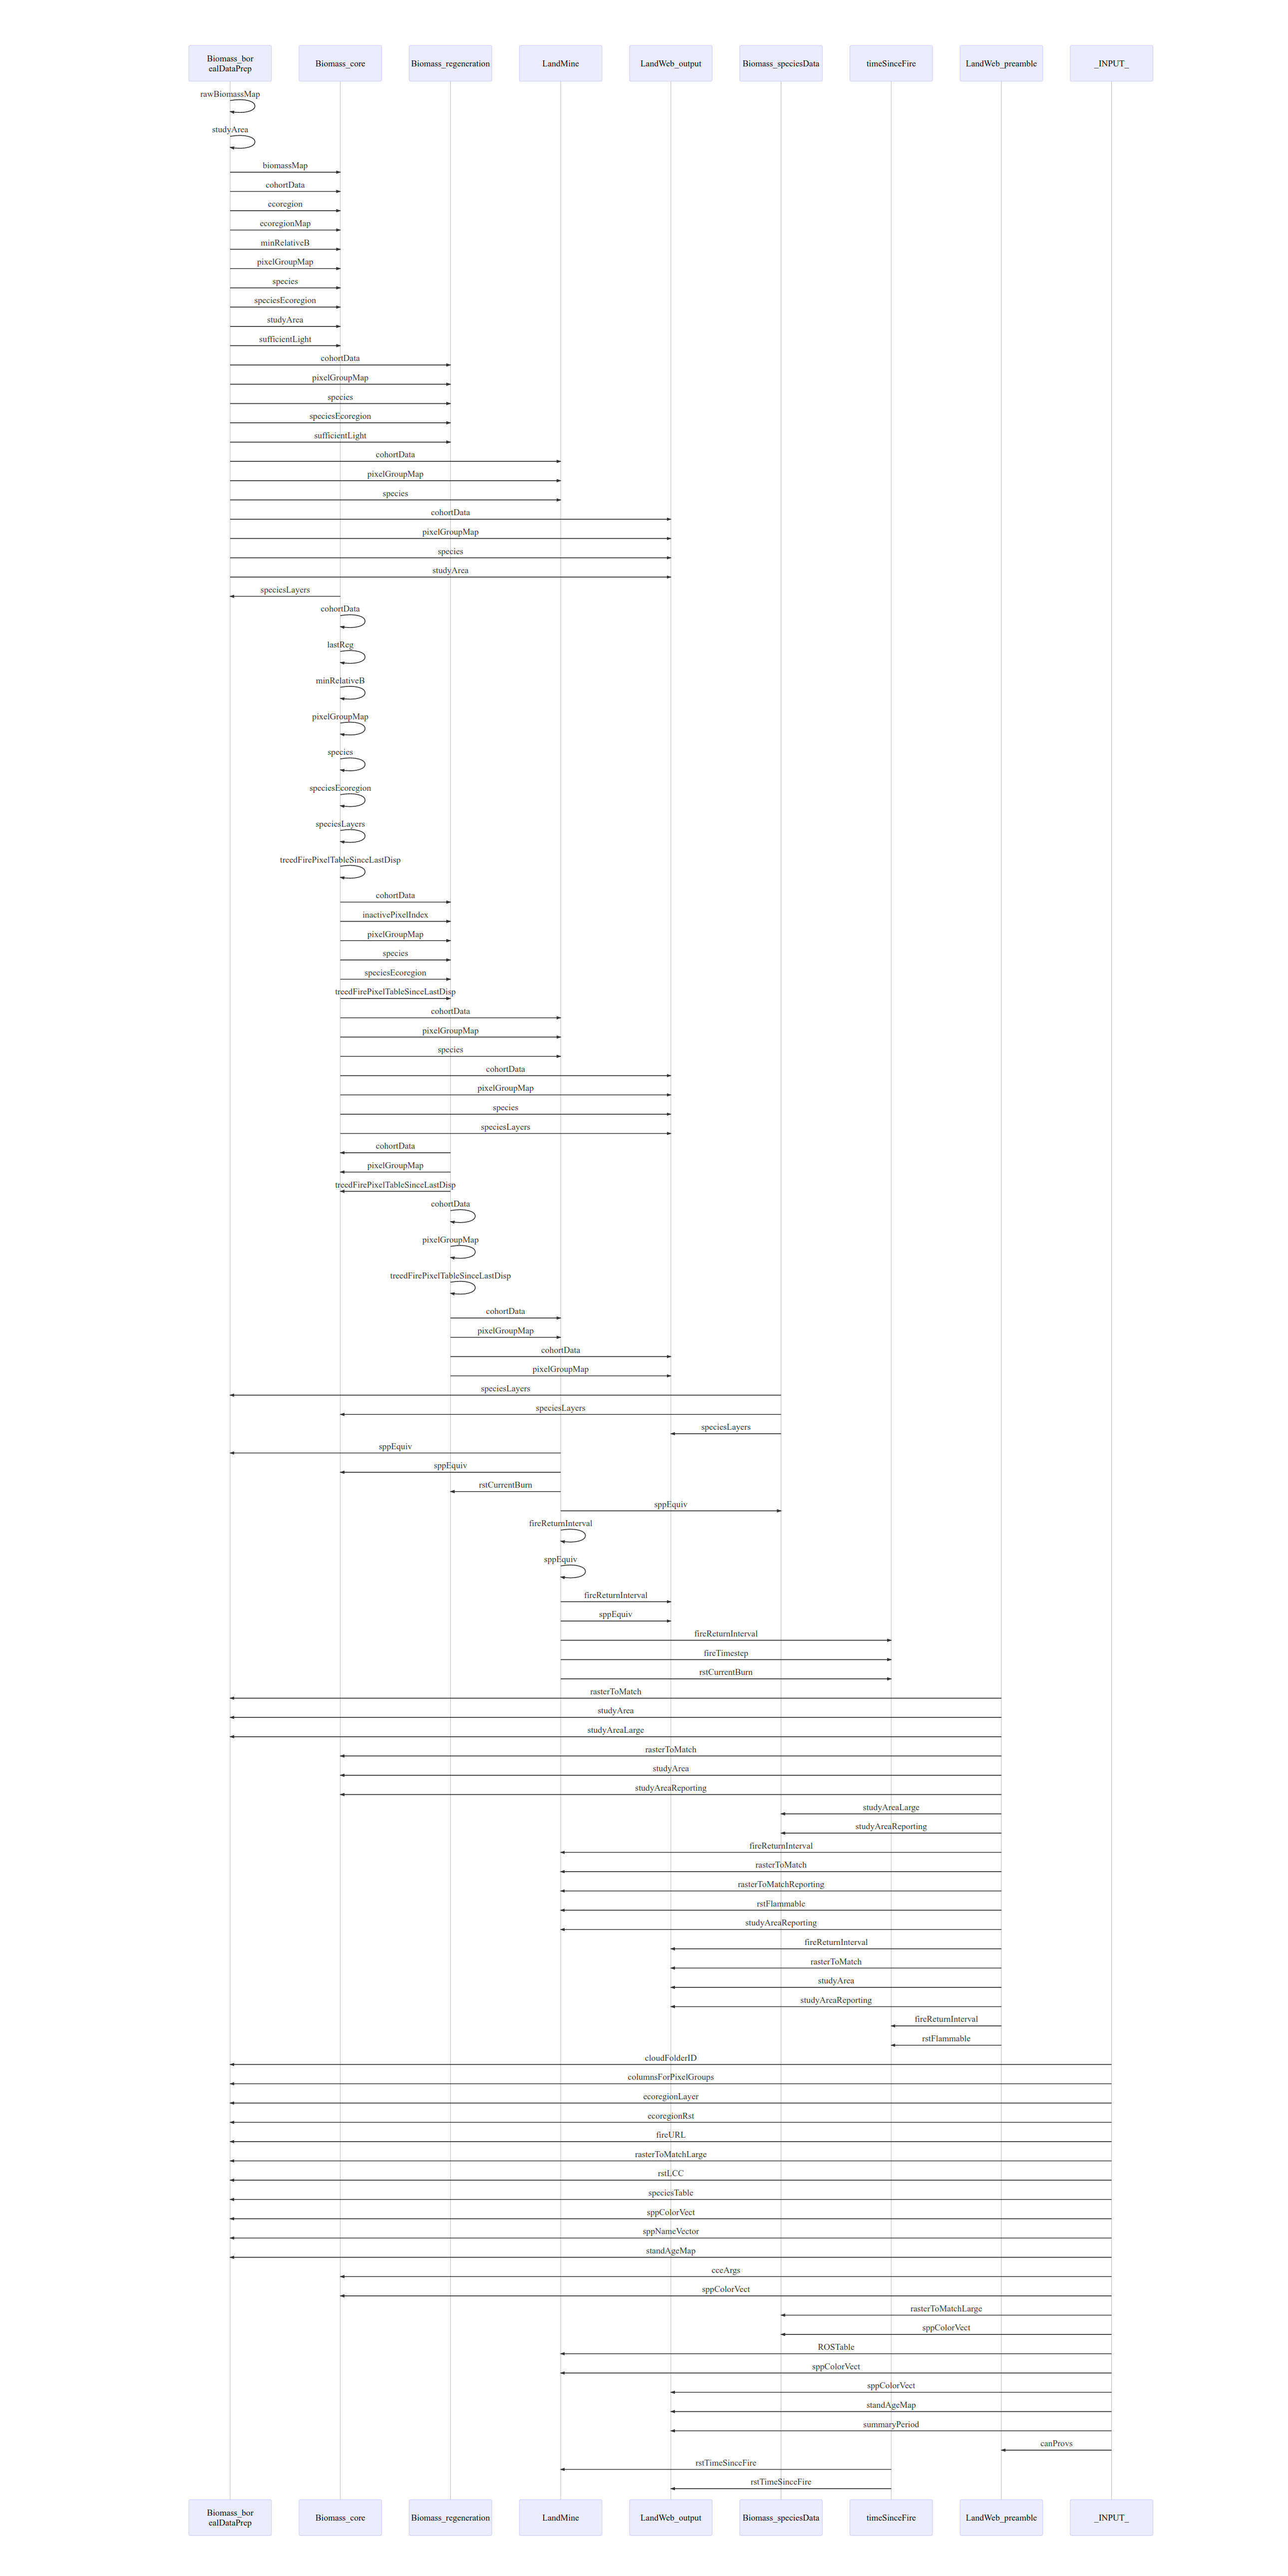 Biomass_bor
ealDataPrep
Biomass_core
Biomass_regeneration
LandMine
LandWeb_output
Biomass_speciesData
timeSinceFire
LandWeb_preamble
_INPUT_
rawBiomassMap
studyArea
biomassMap
cohortData
ecoregion
ecoregionMap
minRelativeB
pixelGroupMap
species
speciesEcoregion
studyArea
sufficientLight
cohortData
pixelGroupMap
species
speciesEcoregion
sufficientLight
cohortData
pixelGroupMap
species
cohortData
pixelGroupMap
species
studyArea
speciesLayers
cohortData
lastReg
minRelativeB
pixelGroupMap
species
speciesEcoregion
speciesLayers
treedFirePixelTableSinceLastDisp
cohortData
inactivePixelIndex
pixelGroupMap
species
speciesEcoregion
treedFirePixelTableSinceLastDisp
cohortData
pixelGroupMap
species
cohortData
pixelGroupMap
species
speciesLayers
cohortData
pixelGroupMap
treedFirePixelTableSinceLastDisp
cohortData
pixelGroupMap
treedFirePixelTableSinceLastDisp
cohortData
pixelGroupMap
cohortData
pixelGroupMap
speciesLayers
speciesLayers
speciesLayers
sppEquiv
sppEquiv
rstCurrentBurn
sppEquiv
fireReturnInterval
sppEquiv
fireReturnInterval
sppEquiv
fireReturnInterval
fireTimestep
rstCurrentBurn
rasterToMatch
studyArea
studyAreaLarge
rasterToMatch
studyArea
studyAreaReporting
studyAreaLarge
studyAreaReporting
fireReturnInterval
rasterToMatch
rasterToMatchReporting
rstFlammable
studyAreaReporting
fireReturnInterval
rasterToMatch
studyArea
studyAreaReporting
fireReturnInterval
rstFlammable
cloudFolderID
columnsForPixelGroups
ecoregionLayer
ecoregionRst
fireURL
rasterToMatchLarge
rstLCC
speciesTable
sppColorVect
sppNameVector
standAgeMap
cceArgs
sppColorVect
rasterToMatchLarge
sppColorVect
ROSTable
sppColorVect
sppColorVect
standAgeMap
summaryPeriod
canProvs
rstTimeSinceFire
rstTimeSinceFire
Biomass_bor
ealDataPrep
Biomass_core
Biomass_regeneration
LandMine
LandWeb_output
Biomass_speciesData
timeSinceFire
LandWeb_preamble
_INPUT_